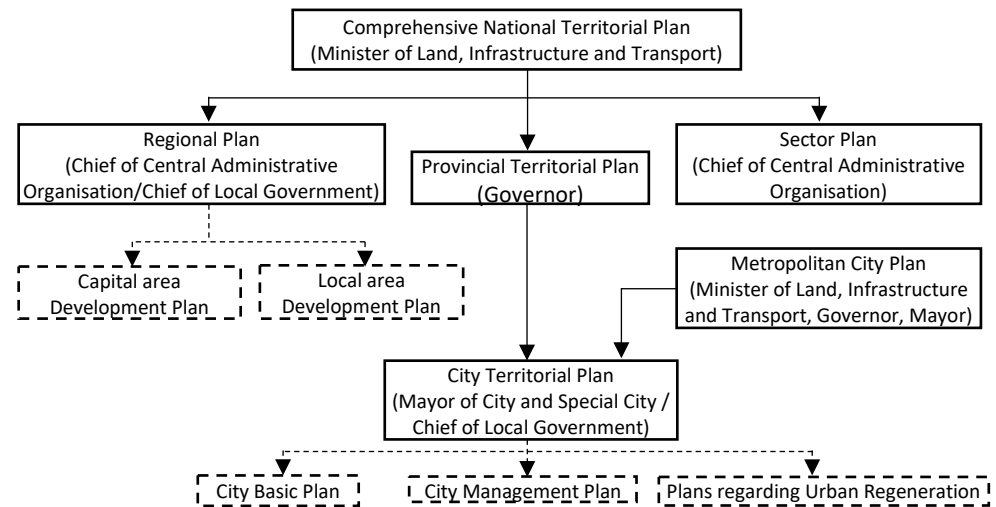 Comprehensive National Territorial Plan
(Minister of Land, Infrastructure and Transport)
Regional Plan
(Chief of Central Administrative
Organisation/Chief of Local Government)
Provincial Territorial Plan
(Governor)
Sector Plan
(Chief of Central Administrative
Organisation)
Capital area
Development Plan
Local area
Development Plan
Metropolitan City Plan
(Minister of Land, Infrastructure
and Transport, Governor, Mayor)
City Territorial Plan
(Mayor of City and Special City /
Chief of Local Government)
City Basic Plan
City Management Plan
Plans regarding Urban Regeneration